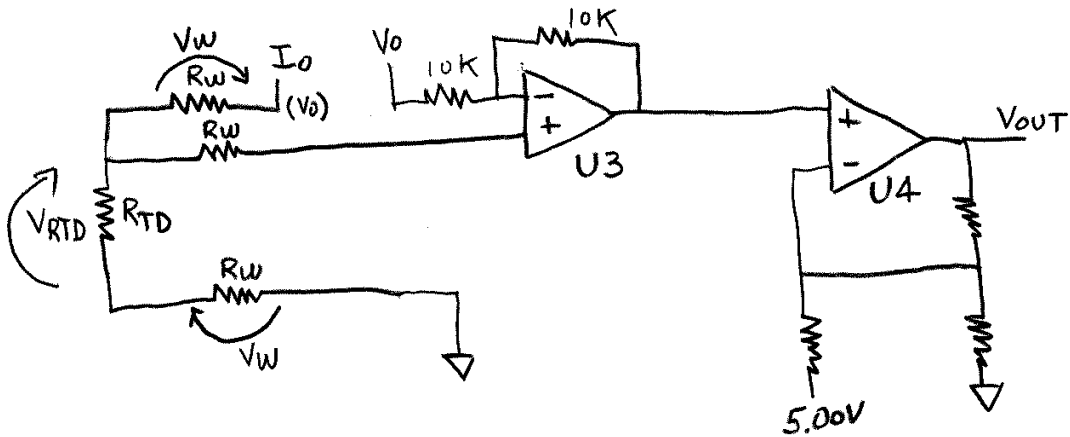 VW
IO
RW
(VO)
RW
VO
10K
10K
-
+
U3
+
-
U4
VOUT
VRTD
RTD
RW
VW
5.00V